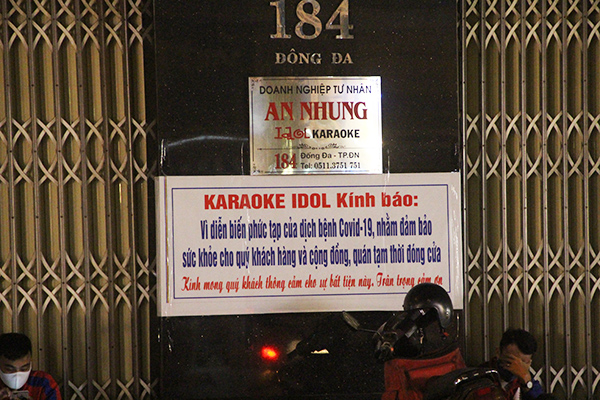 184
ĐỐNG ĐA
DOANH NGHIỆP TƯ NHÂN
AN NHUNG
Idol KARAOKE
184 Đống Đa - TP.ĐN
Tel: 0511.3751 751
KARAOKE IDOL Kính báo:
Vì diễn biến phức tạp của dịch bệnh Covid-19, nhằm đảm bảo
sức khỏe cho quý khách hàng và cộng đồng, quán tạm thời đóng cửa
Kính mong quý khách thông cảm cho sự bất tiện này. Trân trọng cảm ơn